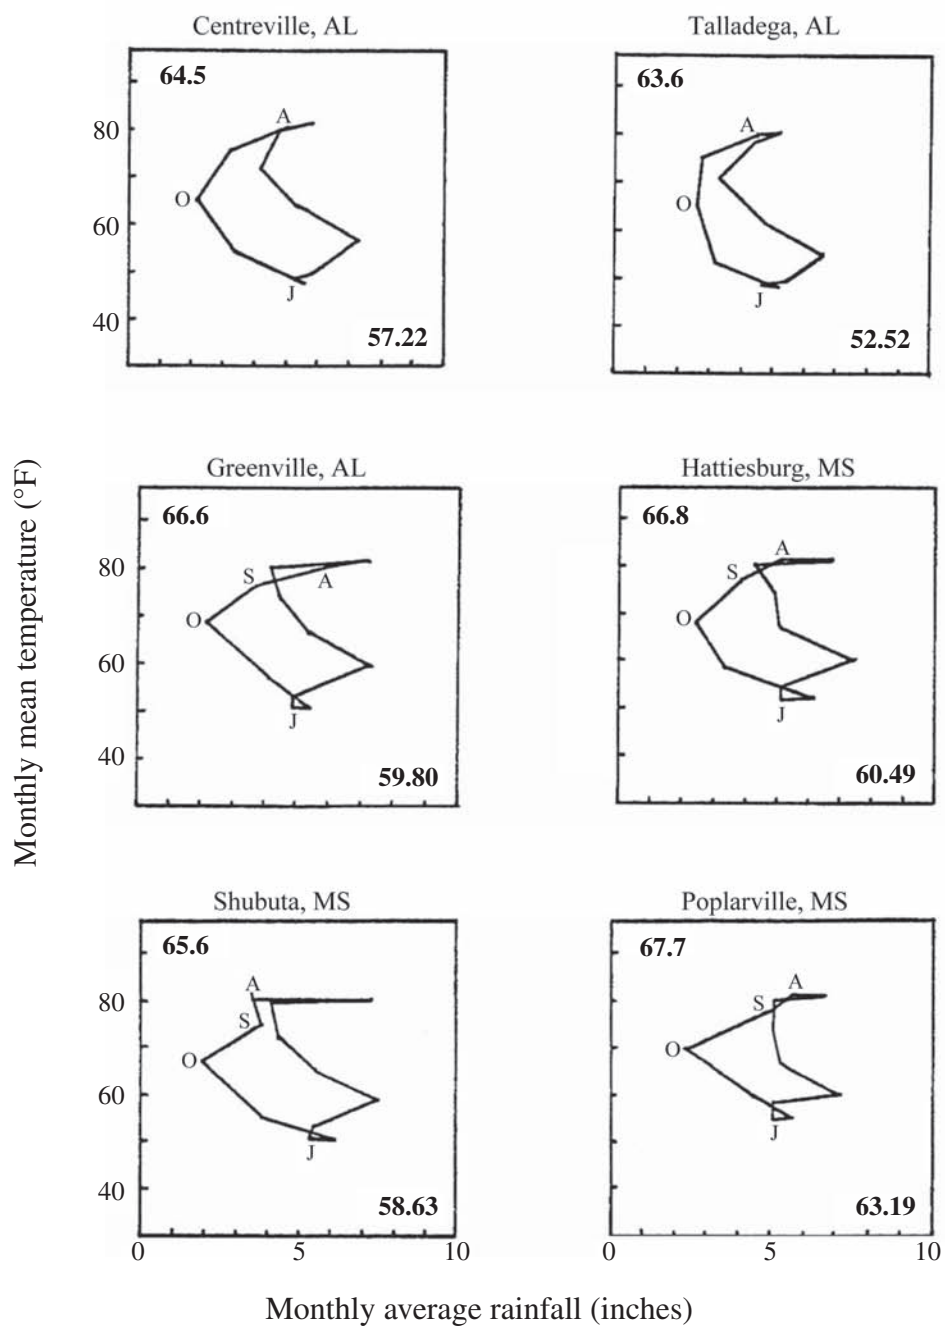 Centreville, AL
64.5
A
80
O
60
J
40
57.22
Talladega, AL
63.6
A
O
J
52.52
Monthly mean temperature (°F)
Greenville, AL
66.6
80
S
A
O
60
J
40
59.80
Hattiesburg, MS
66.8
A
S
O
J
60.49
Shubuta, MS
65.6
A
80
S
O
60
J
40
58.63
0 5 10
Poplarville, MS
67.7
A
S
O
J
63.19
0 5 10
Monthly average rainfall (inches)